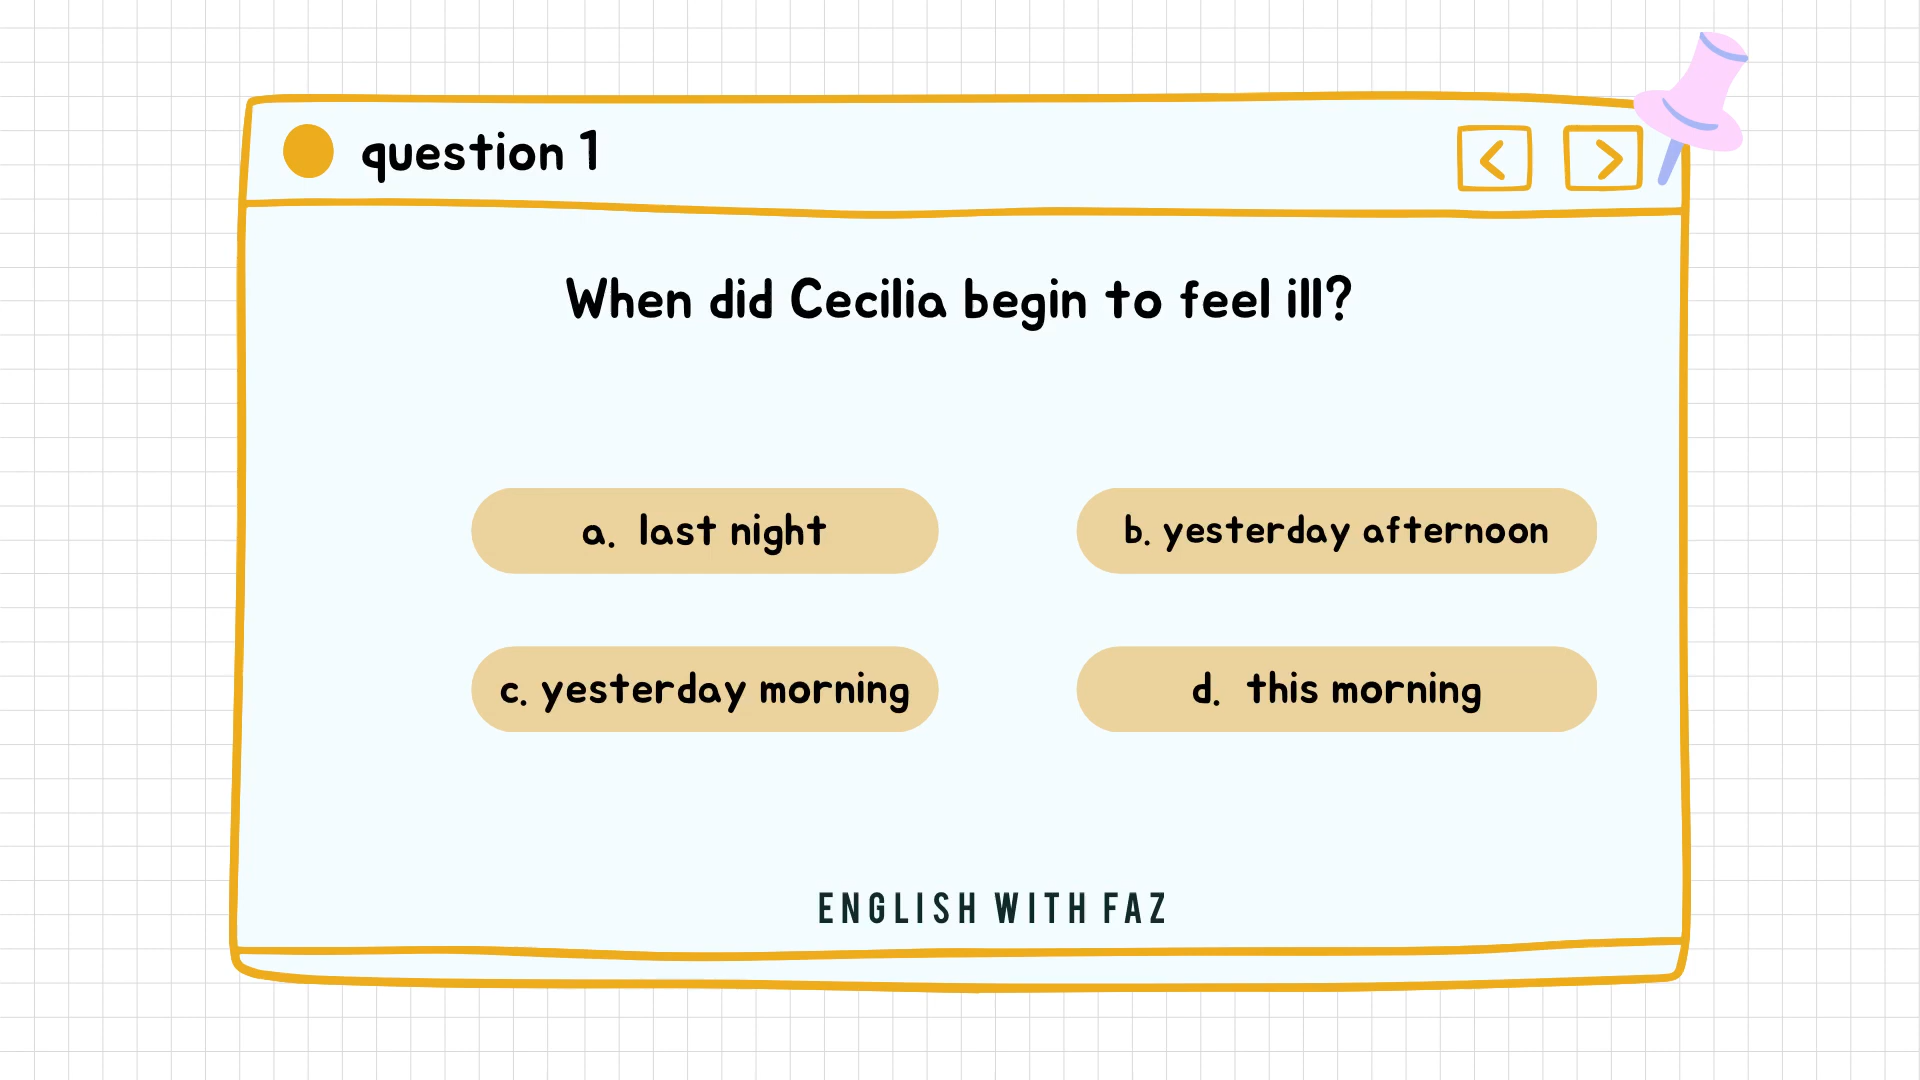 question 1
When did Cecilia begin to feel ill?
a. last night
b. yesterday afternoon
c. yesterday morning
d. this morning
ENGLISH WITH FAZ